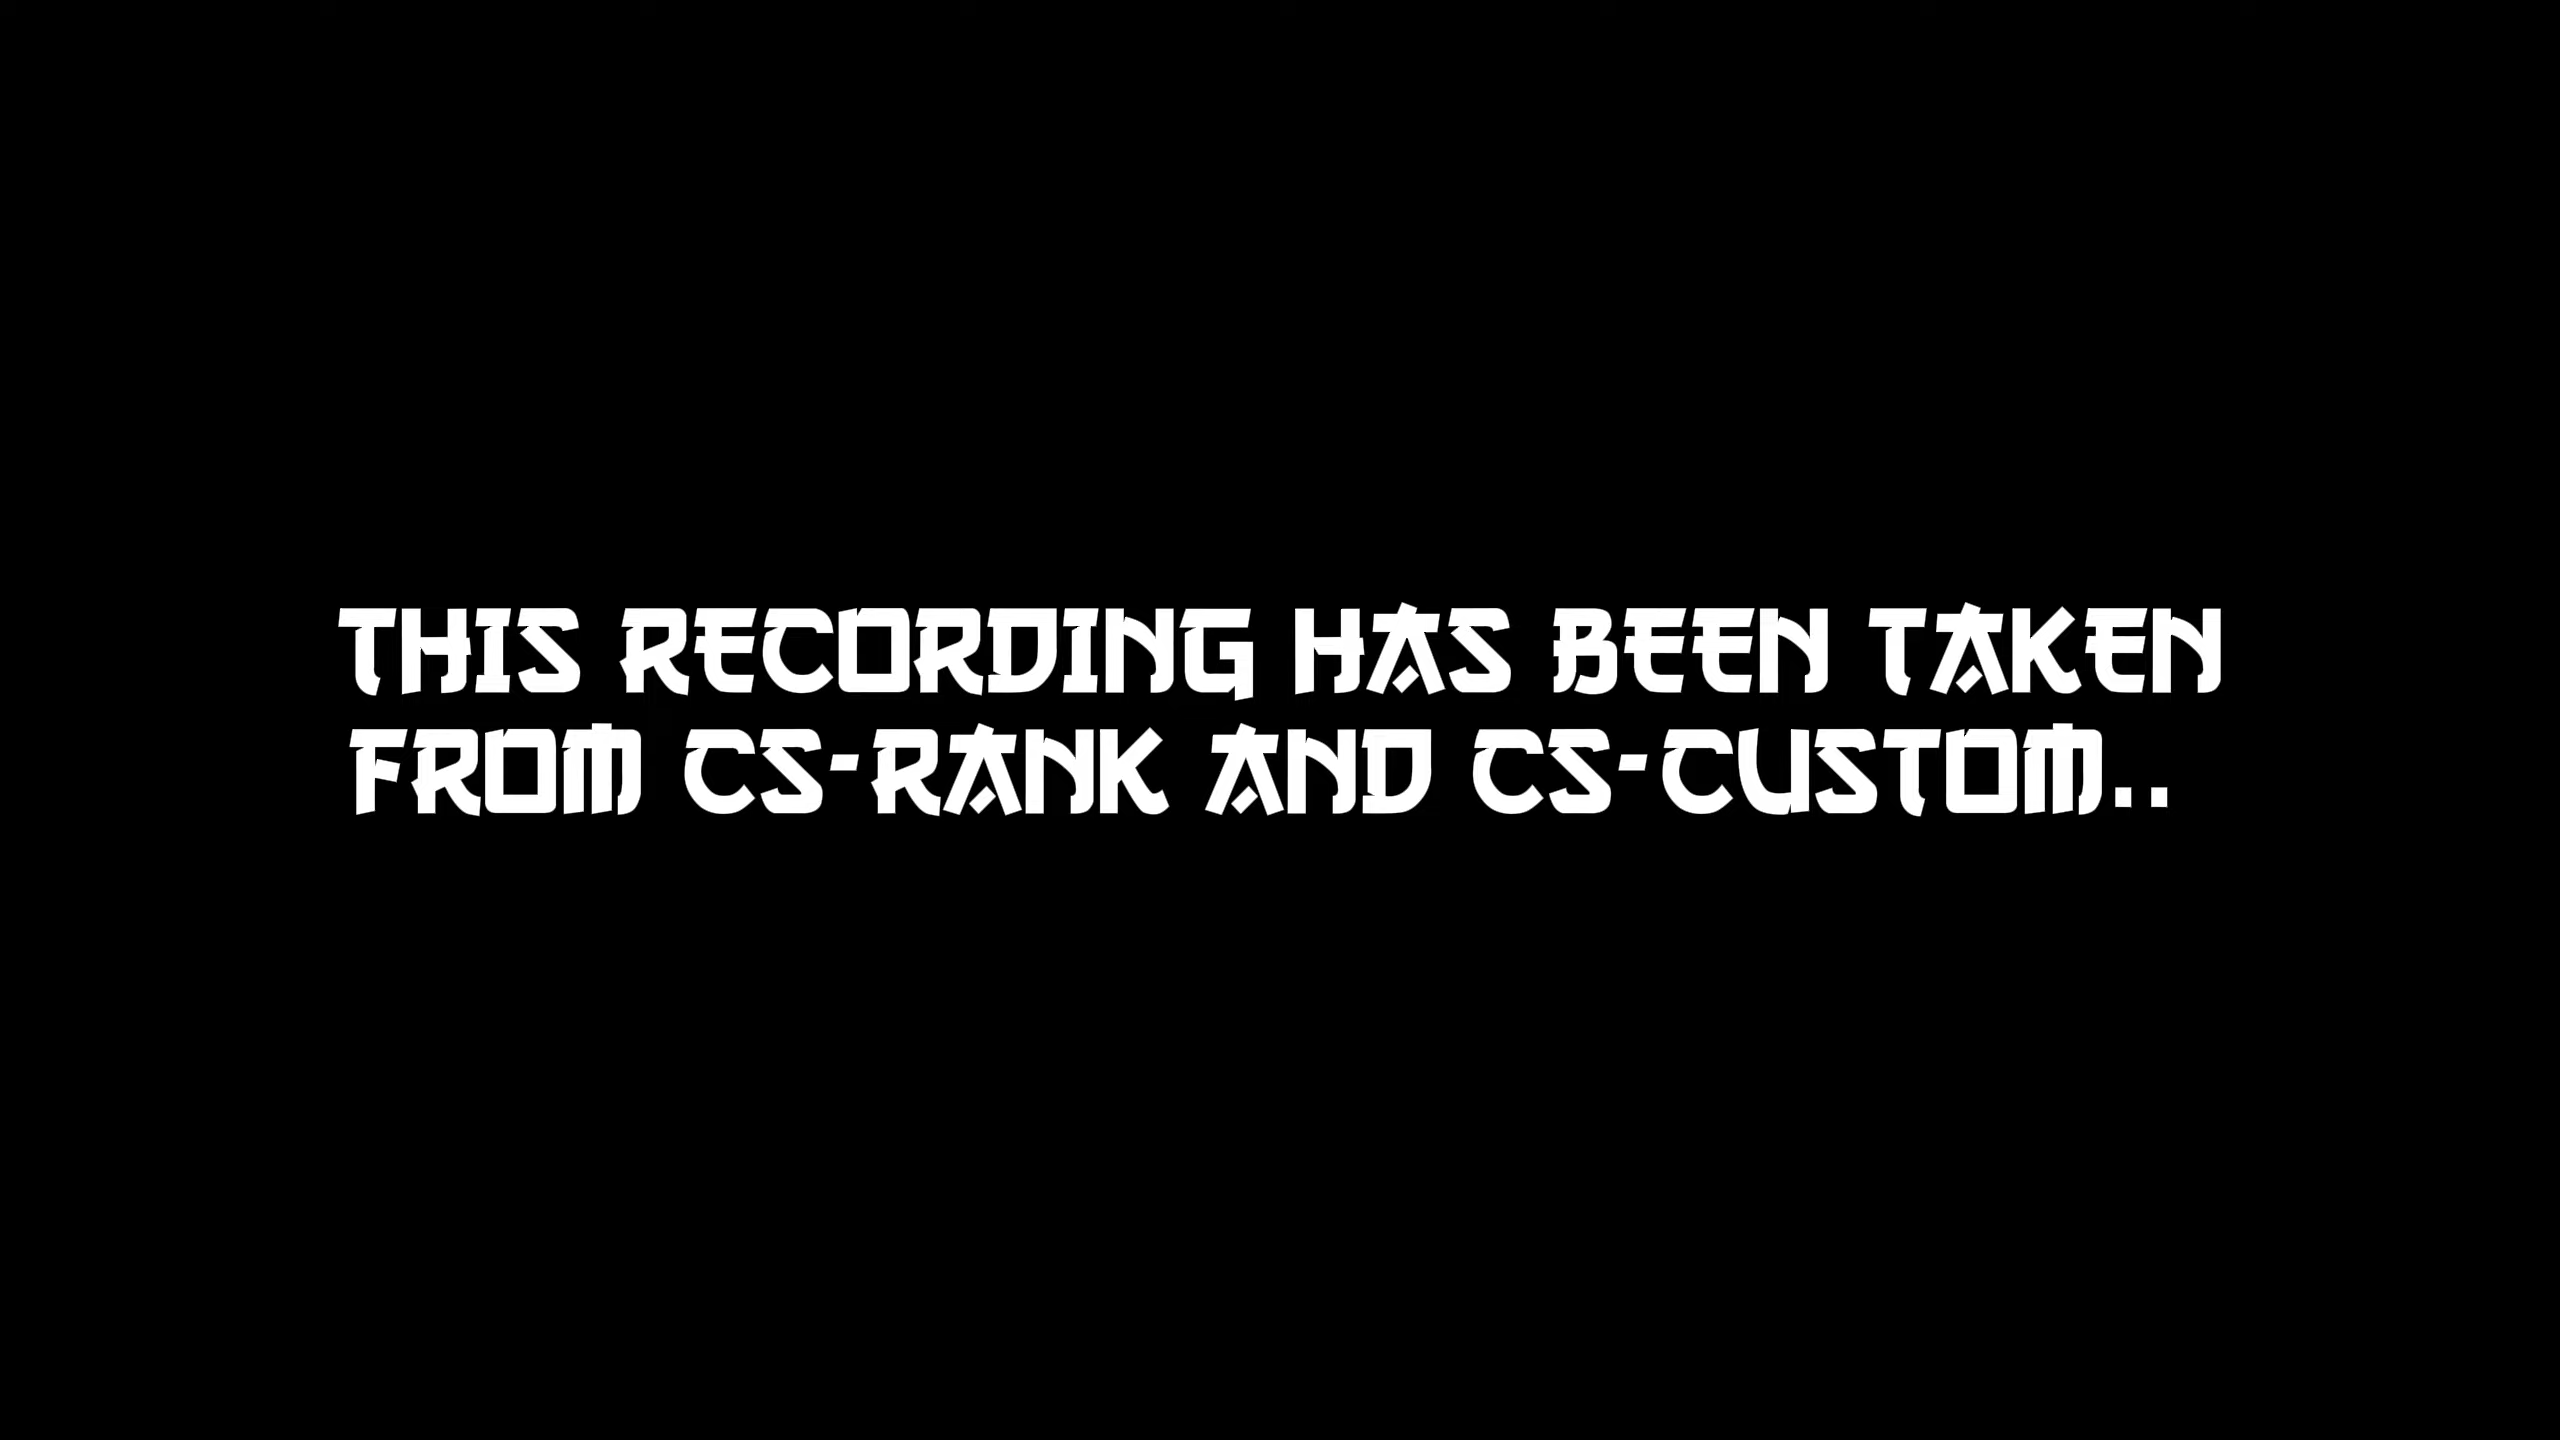 THIS RECORDING HAS BEEN TAKEN
FROM CS-RANK AND CS-CUSTOM..